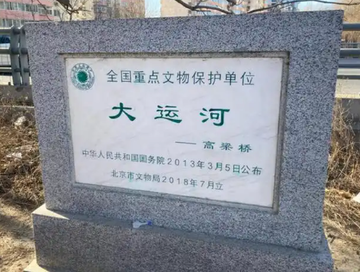 全国重点文物保护单位
大运河
——高梁桥
中华人民共和国国务院2013年3月5日公布
北京市文物局2018年7月立